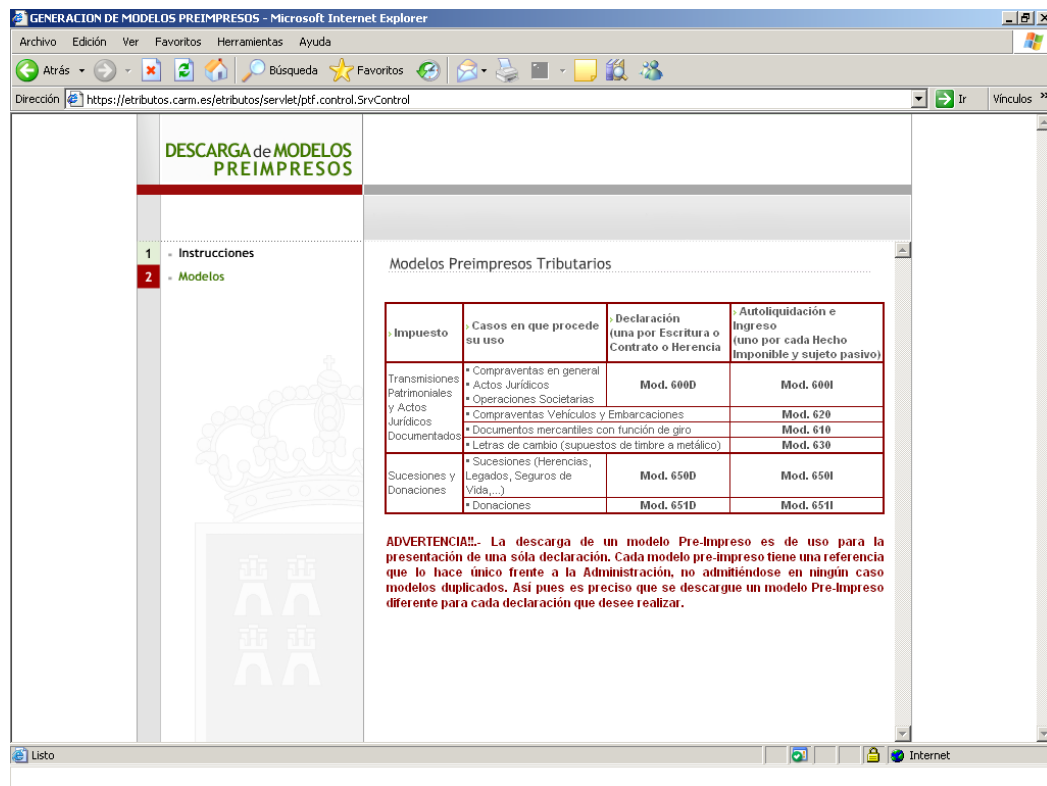 GENERACION DE MODELOS PREIMPRESOS - Microsoft Internet Explorer
Archivo Edición Ver Favoritos Herramientas Ayuda
Atrás Búsqueda Favoritos
Dirección https://etributos.carm.es/etributos/servlet/ptf.control.SrvControl Ir Vínculos »
DESCARGA de MODELOS
PREIMPRESOS
1 Instrucciones
2 Modelos
Modelos Preimpresos Tributarios
Impuesto
Casos en que procede
su uso
Declaración
(una por Escritura o
Contrato o Herencia
Autoliquidación e
Ingreso
(uno por cada Hecho
Imponible y sujeto pasivo)
Transmisiones
Patrimoniales
y Actos
Jurídicos
Documentados
▪ Compraventas en general
▪ Actos Jurídicos
▪ Operaciones Societarias
Mod. 600D
Mod. 600I
▪ Compraventas Vehículos y Embarcaciones Mod. 620
▪ Documentos mercantiles con función de giro Mod. 610
▪ Letras de cambio (supuestos de timbre a metálico) Mod. 630
Sucesiones y
Donaciones
▪ Sucesiones (Herencias,
Legados, Seguros de
Vida,...)
Mod. 650D
Mod. 650I
▪ Donaciones Mod. 651D Mod. 651I
ADVERTENCIA!!.- La descarga de un modelo Pre-Impreso es de uso para la
presentación de una sóla declaración. Cada modelo pre-impreso tiene una referencia
que lo hace único frente a la Administración, no admitiéndose en ningún caso
modelos duplicados. Así pues es preciso que se descargue un modelo Pre-Impreso
diferente para cada declaración que desee realizar.
Listo Internet